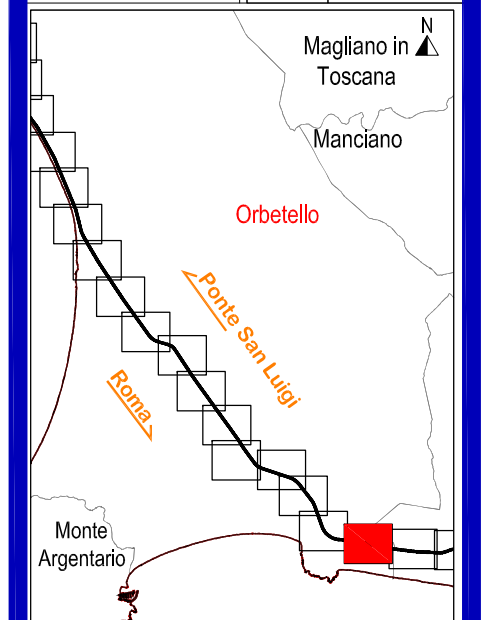 N
Magliano in
Toscana
Manciano
Orbetello
Ponte San Luigi
Roma
Monte
Argentario